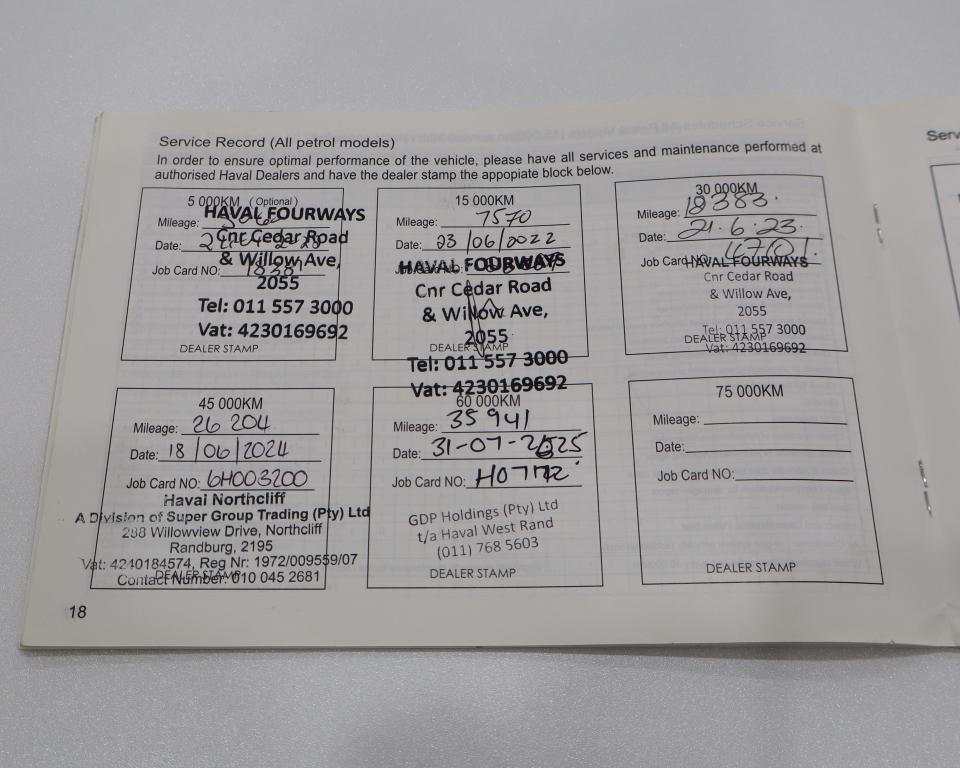 Service Record (All petrol models)
In order to ensure optimal performance of the vehicle, please have all services and maintenance performed at
authorised Haval Dealers and have the dealer stamp the appopiate block below.
5 000KM (Optional)
Mileage:
HAVAL FOURWAYS
Date:
Cnr Cedar Road
& Willow Ave,
Job Card NO:
2055
Tel: 011 557 3000
Vat: 4230169692
DEALER STAMP
15 000KM
Mileage: 7570
Date: 23/06/2022
Job Card NO:
HAVAL FOURWAYS
Cnr Cedar Road
& Willow Ave,
2055
DEALER STAMP
Tel: 011 557 3000
Vat: 4230169692
30 000KM
Mileage: 18383.
Date: 21.6.23.
Job Card NO:
HAVAL FOURWAYS
Cnr Cedar Road
& Willow Ave,
2055
Tel: 011 557 3000
DEALER STAMP
Vat: 4230169692
45 000KM
Mileage: 26 204
Date: 18/06/2024
Job Card NO: 6H003200
Haval Northcliff
A Division of Super Group Trading (Pty) Ltd
288 Willowview Drive, Northcliff
Randburg, 2195
Vat: 4240184574, Reg Nr: 1972/009559/07
Contact Number: 010 045 2681
DEALER STAMP
60 000KM
Mileage: 35 941
Date: 31-07-2025
Job Card NO:
GDP Holdings (Pty) Ltd
t/a Haval West Rand
(011) 768 5603
DEALER STAMP
75 000KM
Mileage:
Date:
Job Card NO:
DEALER STAMP
18